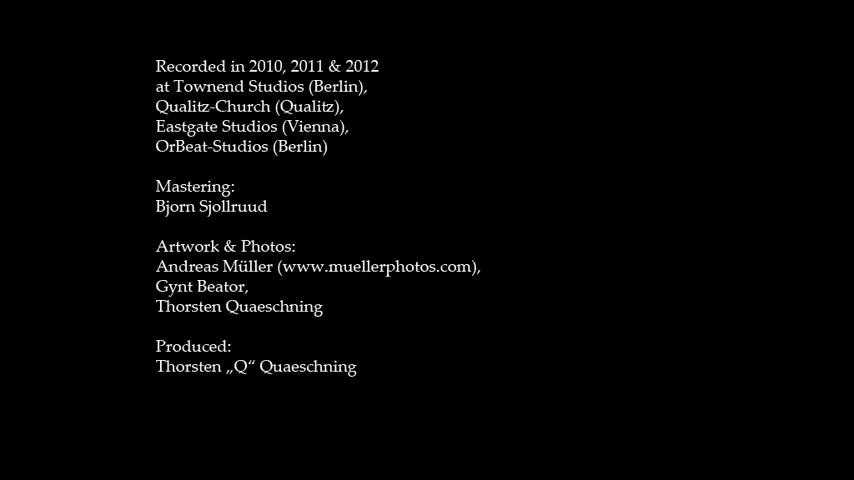 Recorded in 2010, 2011 & 2012
at Townend Studios (Berlin),
Qualitz-Church (Qualitz),
Eastgate Studios (Vienna),
OrBeat-Studios (Berlin)
Mastering:
Bjorn Sjollruud
Artwork & Photos:
Andreas Müller (www.muellerphotos.com),
Gynt Beator,
Thorsten Quaeschning
Produced:
Thorsten „Q“ Quaeschning